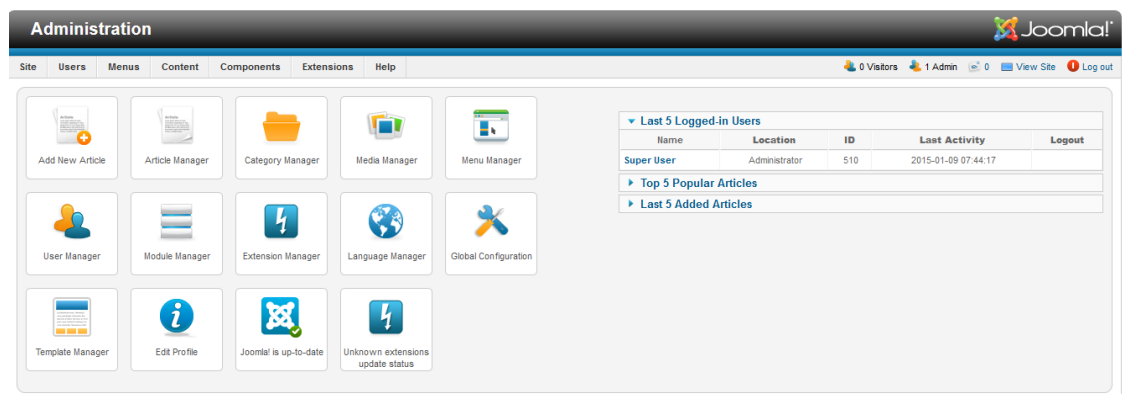 Administration
Joomla!
Site Users Menus Content Components Extensions Help
0 Visitors 1 Admin 0 View Site Log out
Add New Article
Article Manager
Category Manager
Media Manager
Menu Manager
User Manager
Module Manager
Extension Manager
Language Manager
Global Configuration
Template Manager
Edit Profile
Joomla! is up-to-date
Unknown extensions
update status
Last 5 Logged-in Users
Name Location ID Last Activity Logout
Super User Administrator 510 2015-01-09 07:44:17
Top 5 Popular Articles
Last 5 Added Articles